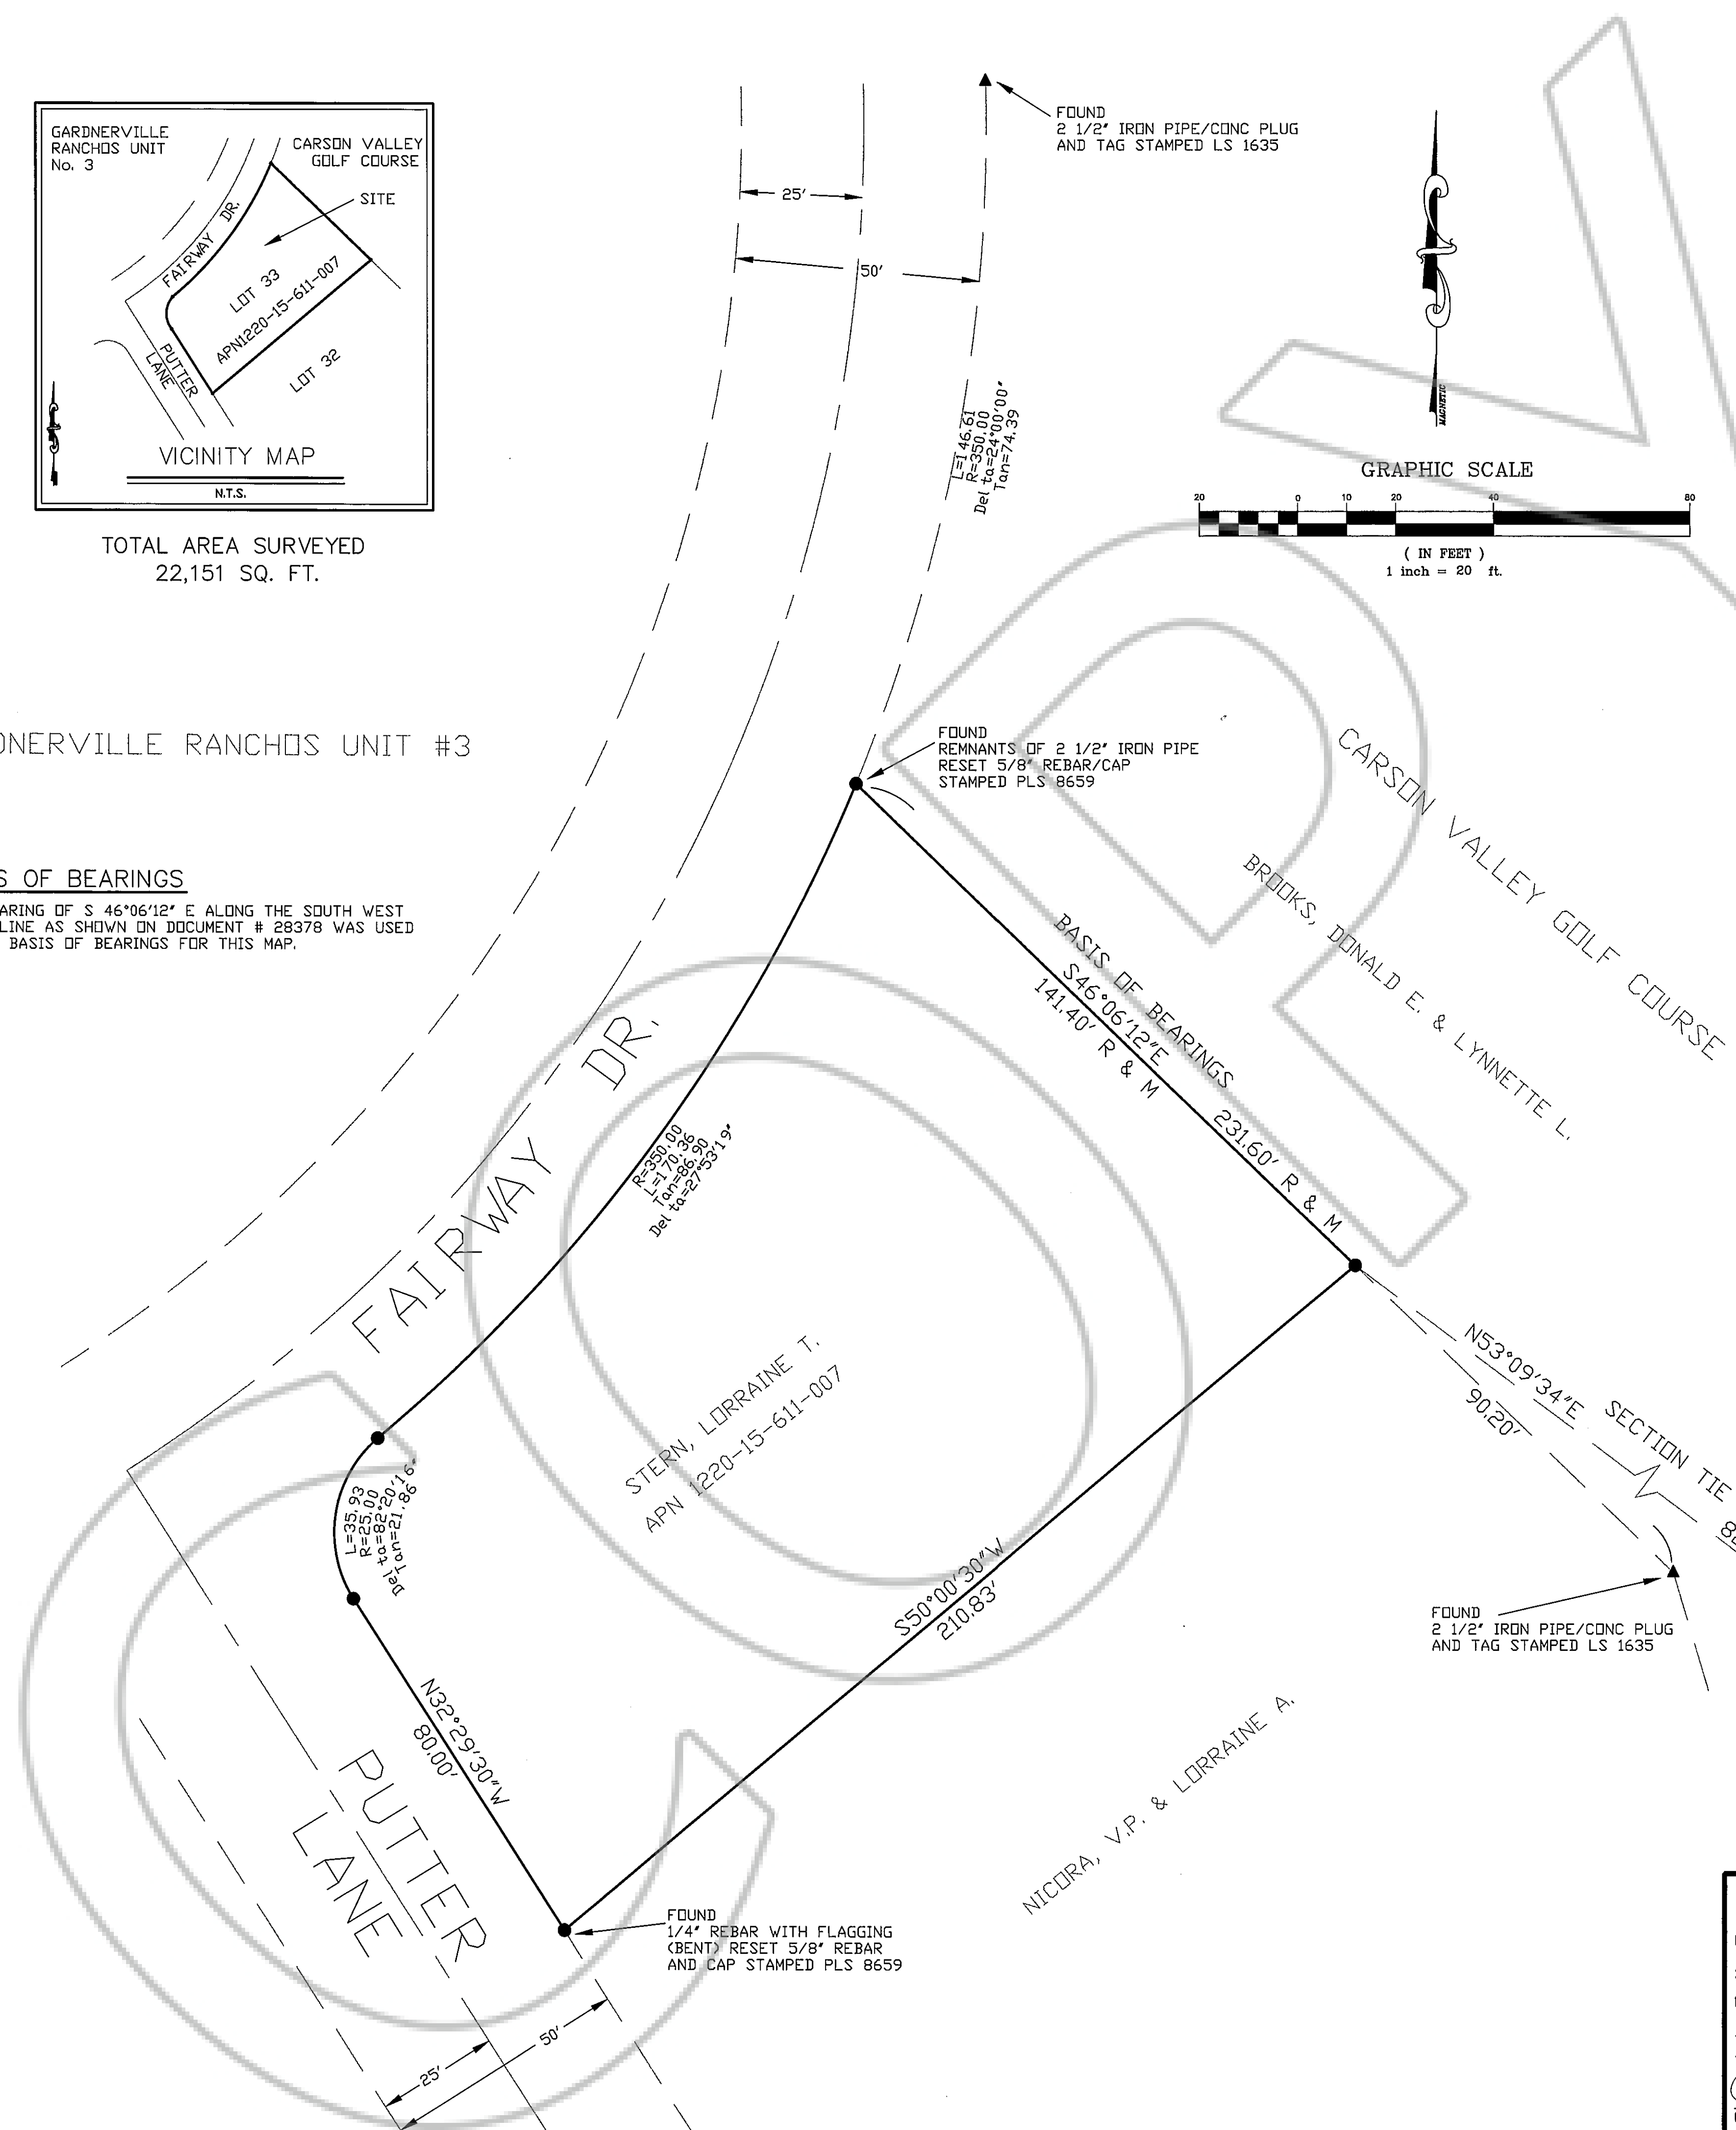 GARDNERVILLE
RANCHOS UNIT
No. 3
CARSON VALLEY
GOLF COURSE
SITE
FAIRWAY DR.
LOT 33
APN1220-15-611-007
PUTTER
LANE
LOT 32
VICINITY MAP
N.T.S.
TOTAL AREA SURVEYED
22,151 SQ. FT.
FOUND
2 1/2" IRON PIPE/CONC PLUG
AND TAG STAMPED LS 1635
25'
50'
L=146.61
R=350.00
Delta=24°00'00"
Tan=74.39
MAGNETIC
GRAPHIC SCALE
20 0 10 20 40 80
( IN FEET )
1 inch = 20 ft.
DNERVILLE RANCHOS UNIT #3
S OF BEARINGS
ARING OF S 46°06'12" E ALONG THE SOUTH WEST
LINE AS SHOWN ON DOCUMENT # 28378 WAS USED
BASIS OF BEARINGS FOR THIS MAP.
FOUND
REMNANTS OF 2 1/2" IRON PIPE
RESET 5/8" REBAR/CAP
STAMPED PLS 8659
CARSON VALLEY GOLF COURSE
BROOKS, DONALD E. & LYNNETTE L.
BASIS OF BEARINGS
S46°06'12"E
141.40' R & M
231.60' R & M
FAIRWAY DR.
R=350.00
L=170.36
Tan=86.90
Delta=27°53'19"
STERN, LORRAINE T.
APN 1220-15-611-007
N53°09'34"E SECTION TIE
90.20'
L=35.93
R=25.00
Delta=82°20'16"
Tan=21.86
S50°00'30"W
210.83'
FOUND
2 1/2" IRON PIPE/CONC PLUG
AND TAG STAMPED LS 1635
N32°29'30"W
80.00'
PUTTER
LANE
NICORA, V.P. & LORRAINE A.
FOUND
1/4" REBAR WITH FLAGGING
(BENT) RESET 5/8" REBAR
AND CAP STAMPED PLS 8659
25'
50'
COPY